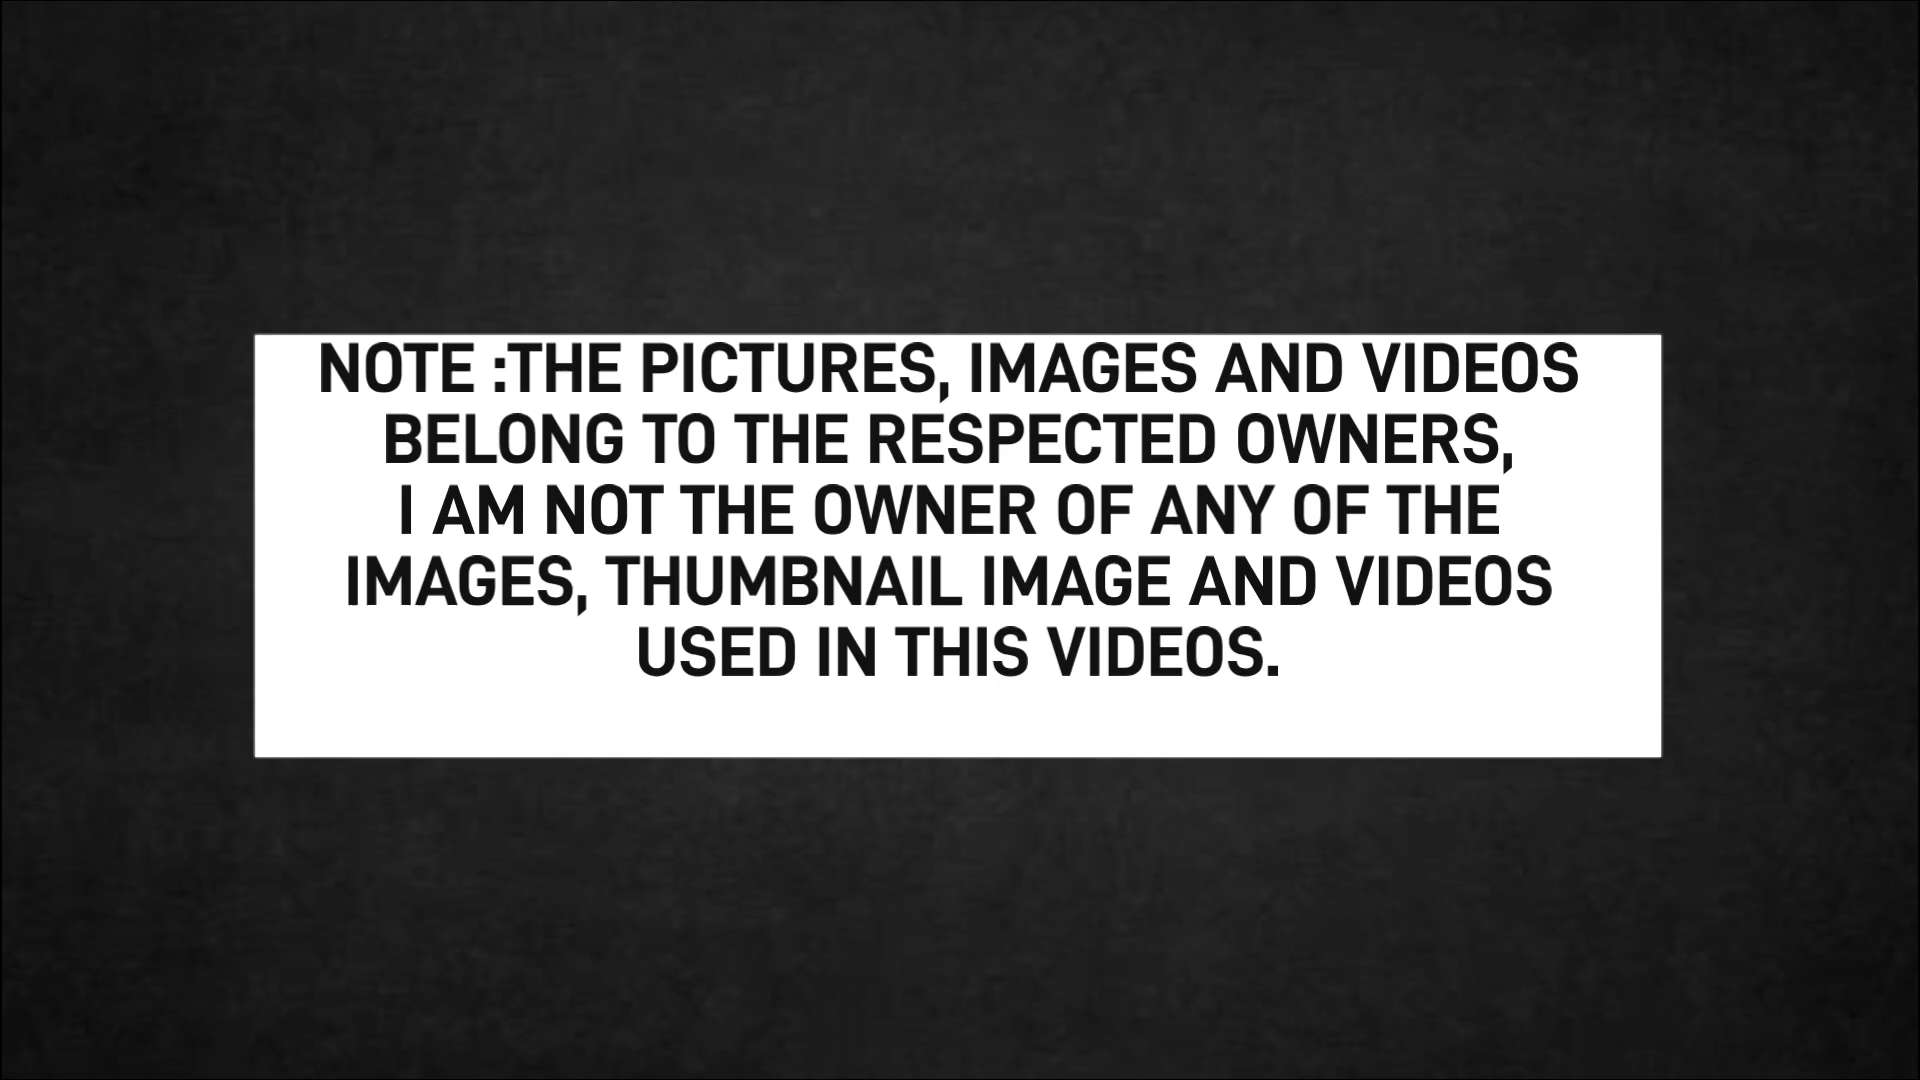 NOTE :THE PICTURES, IMAGES AND VIDEOS
BELONG TO THE RESPECTED OWNERS,
I AM NOT THE OWNER OF ANY OF THE
IMAGES, THUMBNAIL IMAGE AND VIDEOS
USED IN THIS VIDEOS.